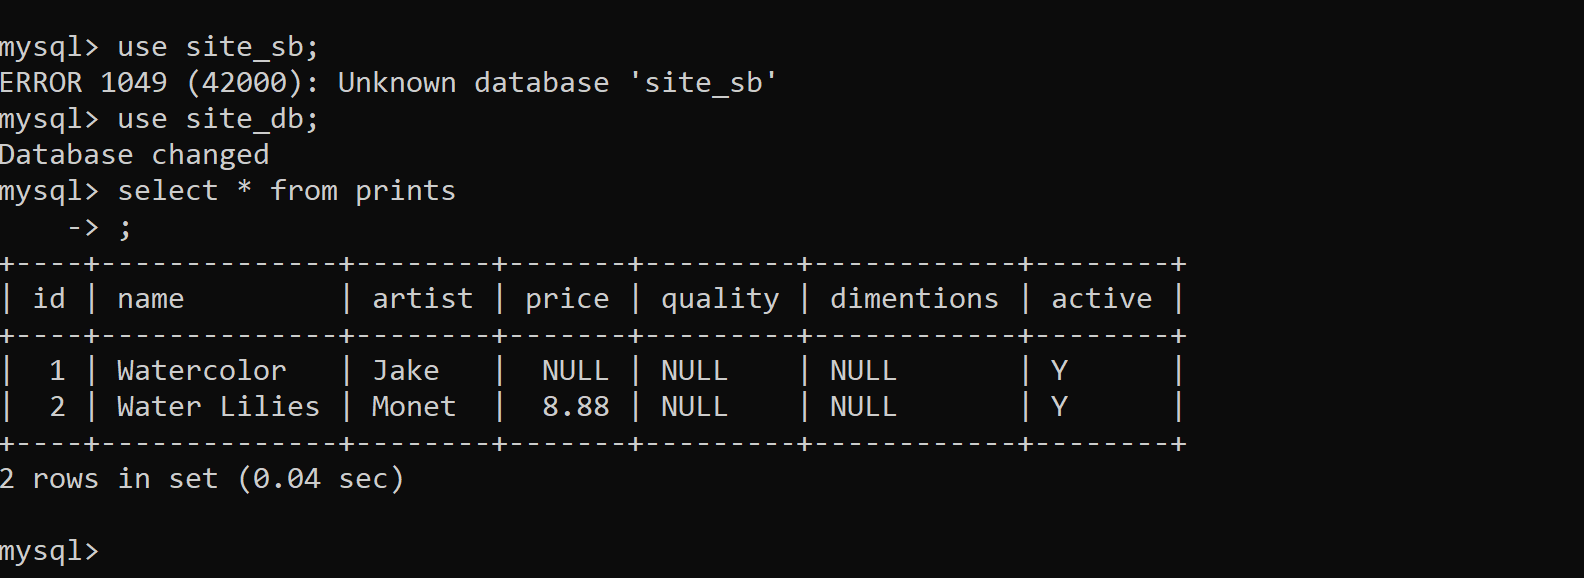 mysql> use site_sb;
ERROR 1049 (42000): Unknown database 'site_sb'
mysql> use site_db;
Database changed
mysql> select * from prints
    -> ;
+----+--------------+--------+-------+---------+------------+--------+
| id | name         | artist | price | quality | dimentions | active |
+----+--------------+--------+-------+---------+------------+--------+
|  1 | Watercolor   | Jake   |  NULL | NULL    | NULL       | Y      |
|  2 | Water Lilies | Monet  |  8.88 | NULL    | NULL       | Y      |
+----+--------------+--------+-------+---------+------------+--------+
2 rows in set (0.04 sec)
mysql>